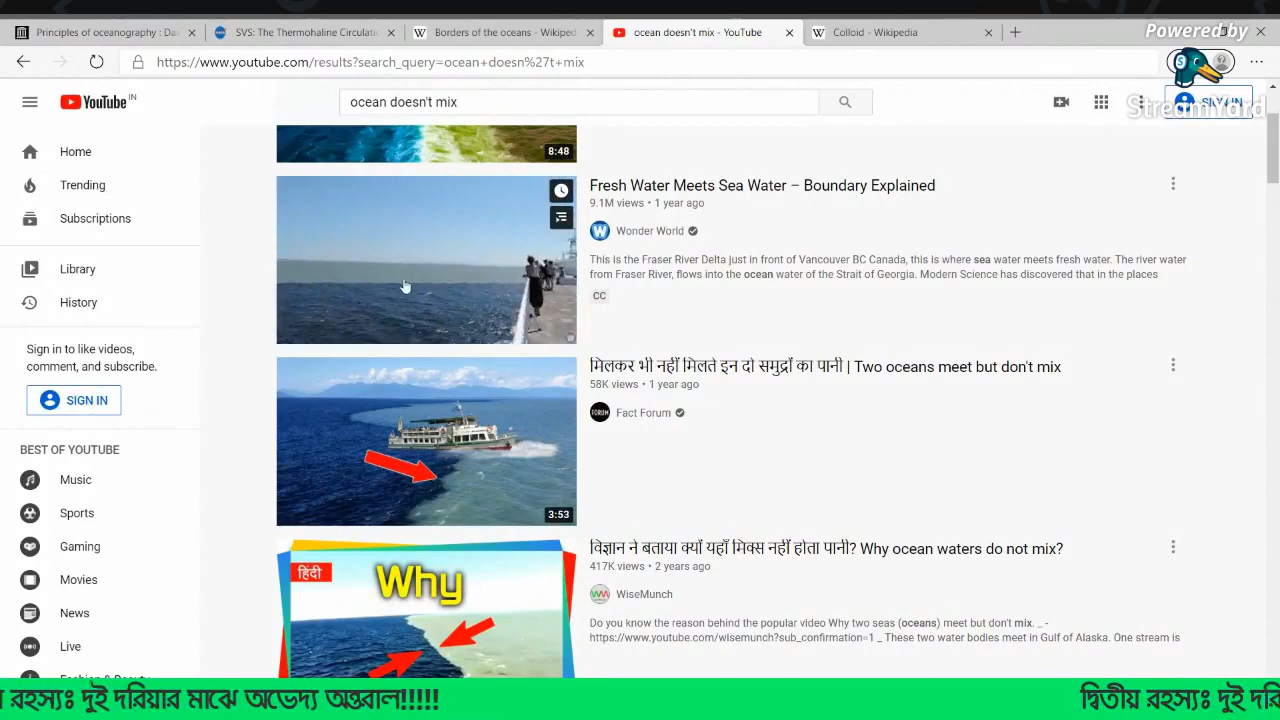 Principles of oceanography : Da
SVS: The Thermohaline Circulati
Borders of the oceans - Wikiped
ocean doesn't mix - YouTube
Colloid - Wikipedia
Powered by
https://www.youtube.com/results?search_query=ocean+doesn%27t+mix
YouTube IN
ocean doesn't mix
SIGN IN
StreamYard
Home
Trending
Subscriptions
Library
History
Sign in to like videos,
comment, and subscribe.
SIGN IN
BEST OF YOUTUBE
Music
Sports
Gaming
Movies
News
Live
8:48
Fresh Water Meets Sea Water – Boundary Explained
9.1M views • 1 year ago
Wonder World
This is the Fraser River Delta just in front of Vancouver BC Canada, this is where sea water meets fresh water. The river water
from Fraser River, flows into the ocean water of the Strait of Georgia. Modern Science has discovered that in the places
CC
मिलकर भी नहीं मिलते इन दो समुद्रों का पानी | Two oceans meet but don't mix
58K views • 1 year ago
FORUM
Fact Forum
3:53
विज्ञान ने बताया क्यों यहाँ मिक्स नहीं होता पानी? Why ocean waters do not mix?
417K views • 2 years ago
WiseMunch
हिंदी
Why
Do you know the reason behind the popular video Why two seas (oceans) meet but don't mix. _ -
https://www.youtube.com/wisemunch?sub_confirmation=1 _ These two water bodies meet in Gulf of Alaska. One stream is
রহস্যঃ দুই দরিয়ার মাঝে অভেদ্য অন্তরাল!!!!!
দ্বিতীয় রহস্যঃ দুই